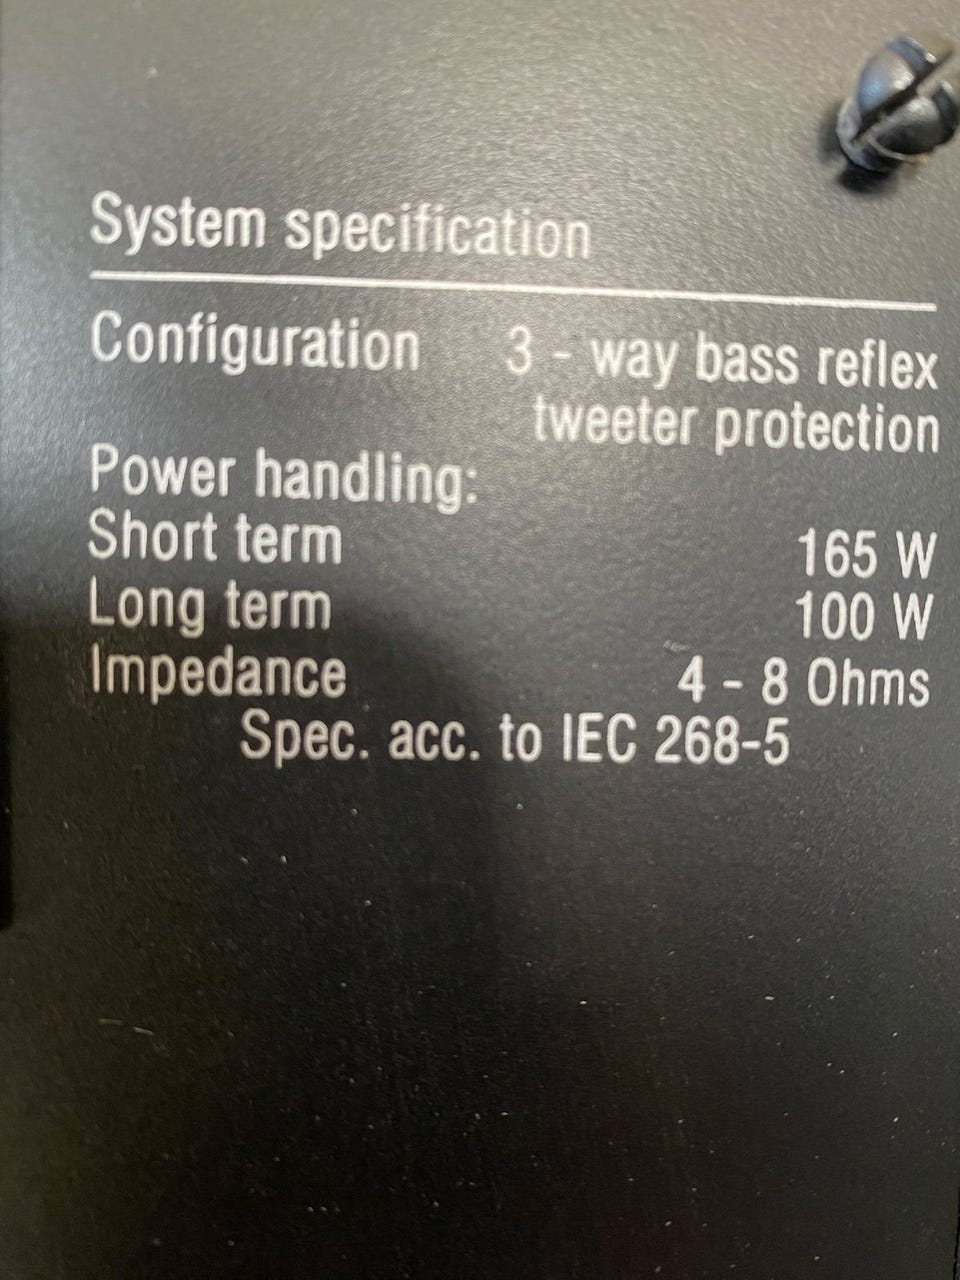 System specification
Configuration 3 - way bass reflex
tweeter protection
Power handling:
Short term 165 W
Long term 100 W
Impedance 4 - 8 Ohms
Spec. acc. to IEC 268-5